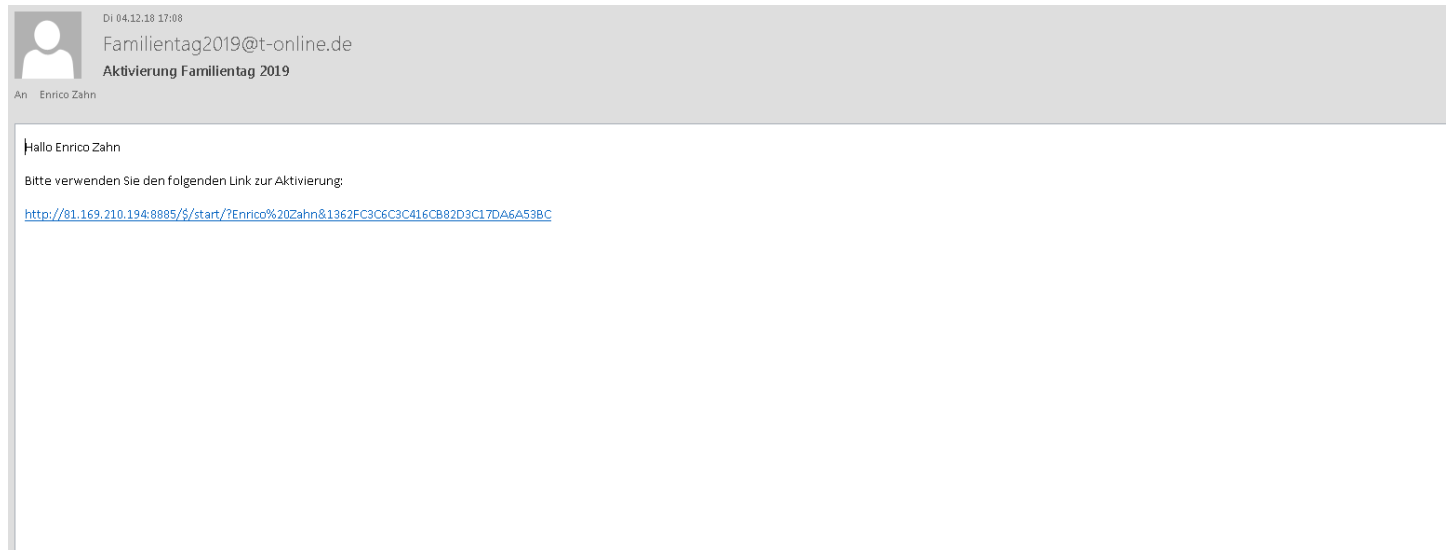 Di 04.12.18 17:08
Familientag2019@t-online.de
Aktivierung Familientag 2019
An Enrico Zahn
Hallo Enrico Zahn
Bitte verwenden Sie den folgenden Link zur Aktivierung:
http://81.169.210.194:8885/$/start/?Enrico%20Zahn&1362FC3C6C3C416CB82D3C17DA6A53BC